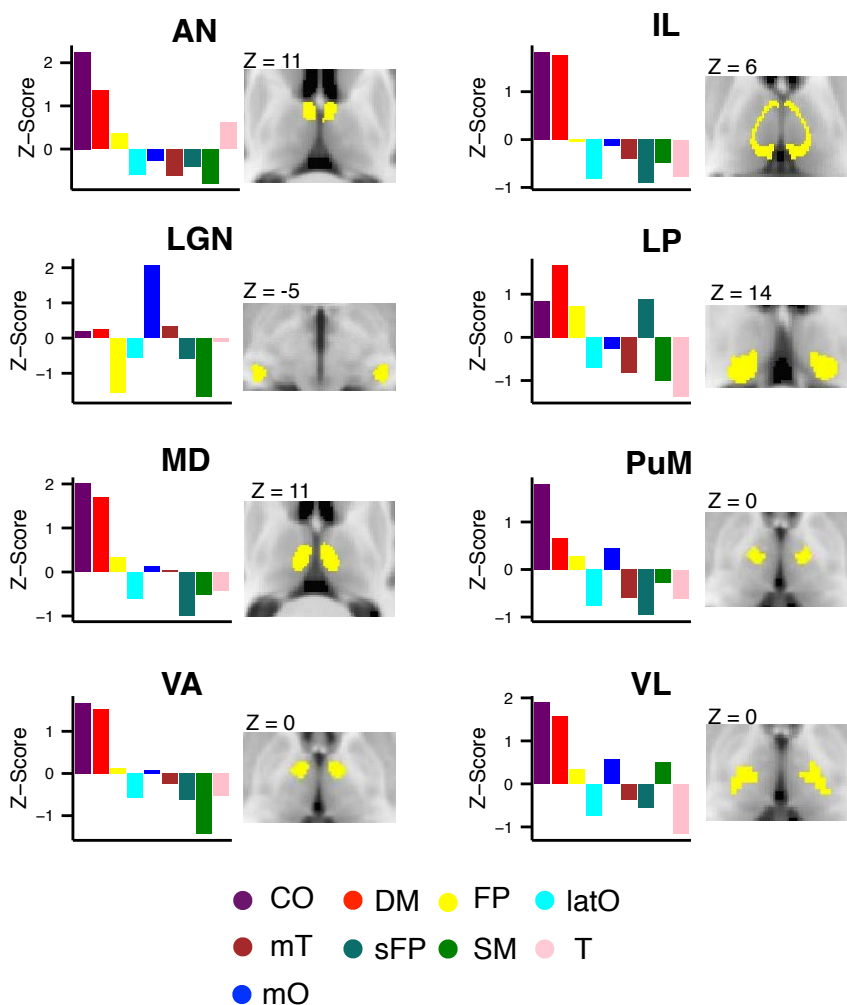 AN
Z−Score
2
1
0
Z = 11
IL
Z−Score
1
0
−1
Z = 6
LGN
Z−Score
2
1
0
−1
Z = -5
LP
Z−Score
1
0
−1
Z = 14
MD
Z−Score
2
1
0
−1
Z = 11
PuM
Z−Score
1
0
−1
Z = 0
VA
Z−Score
1
0
−1
Z = 0
VL
Z−Score
2
1
0
−1
Z = 0
CO DM FP latO
mT sFP SM T
mO